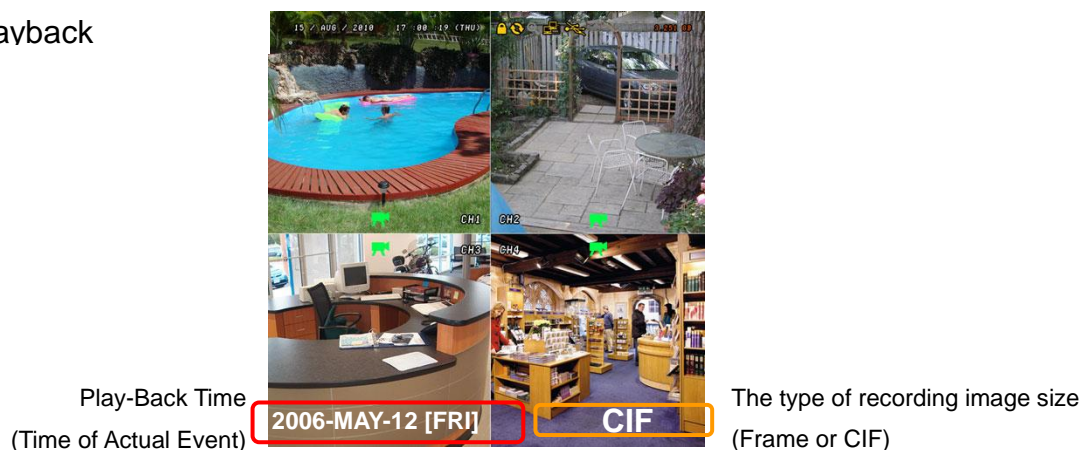 ayback
15 / AUG / 2010 17 :00 :19 (THU)
CH1
CH2
CH3
CH4
Play-Back Time
(Time of Actual Event)
2006-MAY-12 [FRI]
CIF
The type of recording image size
(Frame or CIF)